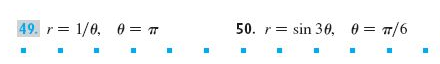 49. r = 1/θ, θ = π 50. r = sin 3θ, θ = π/6